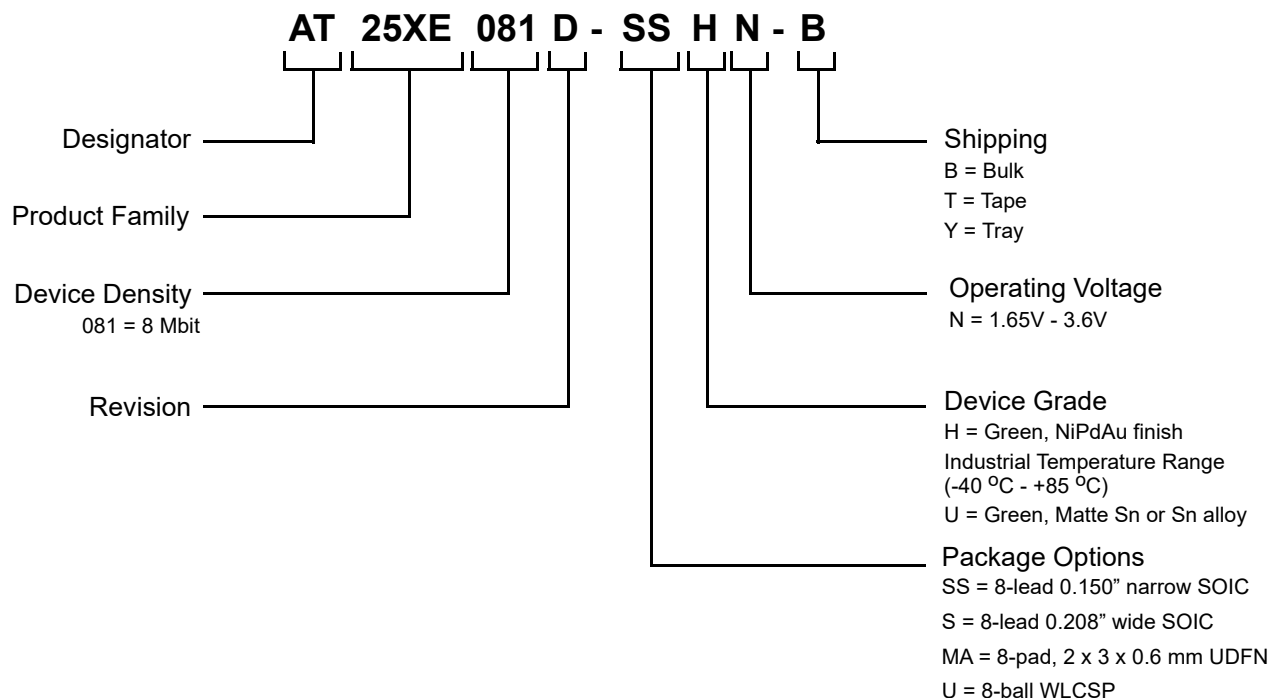 AT 25XE 081 D - SS H N - B
Designator
Product Family
Device Density
081 = 8 Mbit
Revision
Shipping
B = Bulk
T = Tape
Y = Tray
Operating Voltage
N = 1.65V - 3.6V
Device Grade
H = Green, NiPdAu finish
Industrial Temperature Range
(-40 ºC - +85 ºC)
U = Green, Matte Sn or Sn alloy
Package Options
SS = 8-lead 0.150” narrow SOIC
S = 8-lead 0.208” wide SOIC
MA = 8-pad, 2 x 3 x 0.6 mm UDFN
U = 8-ball WLCSP